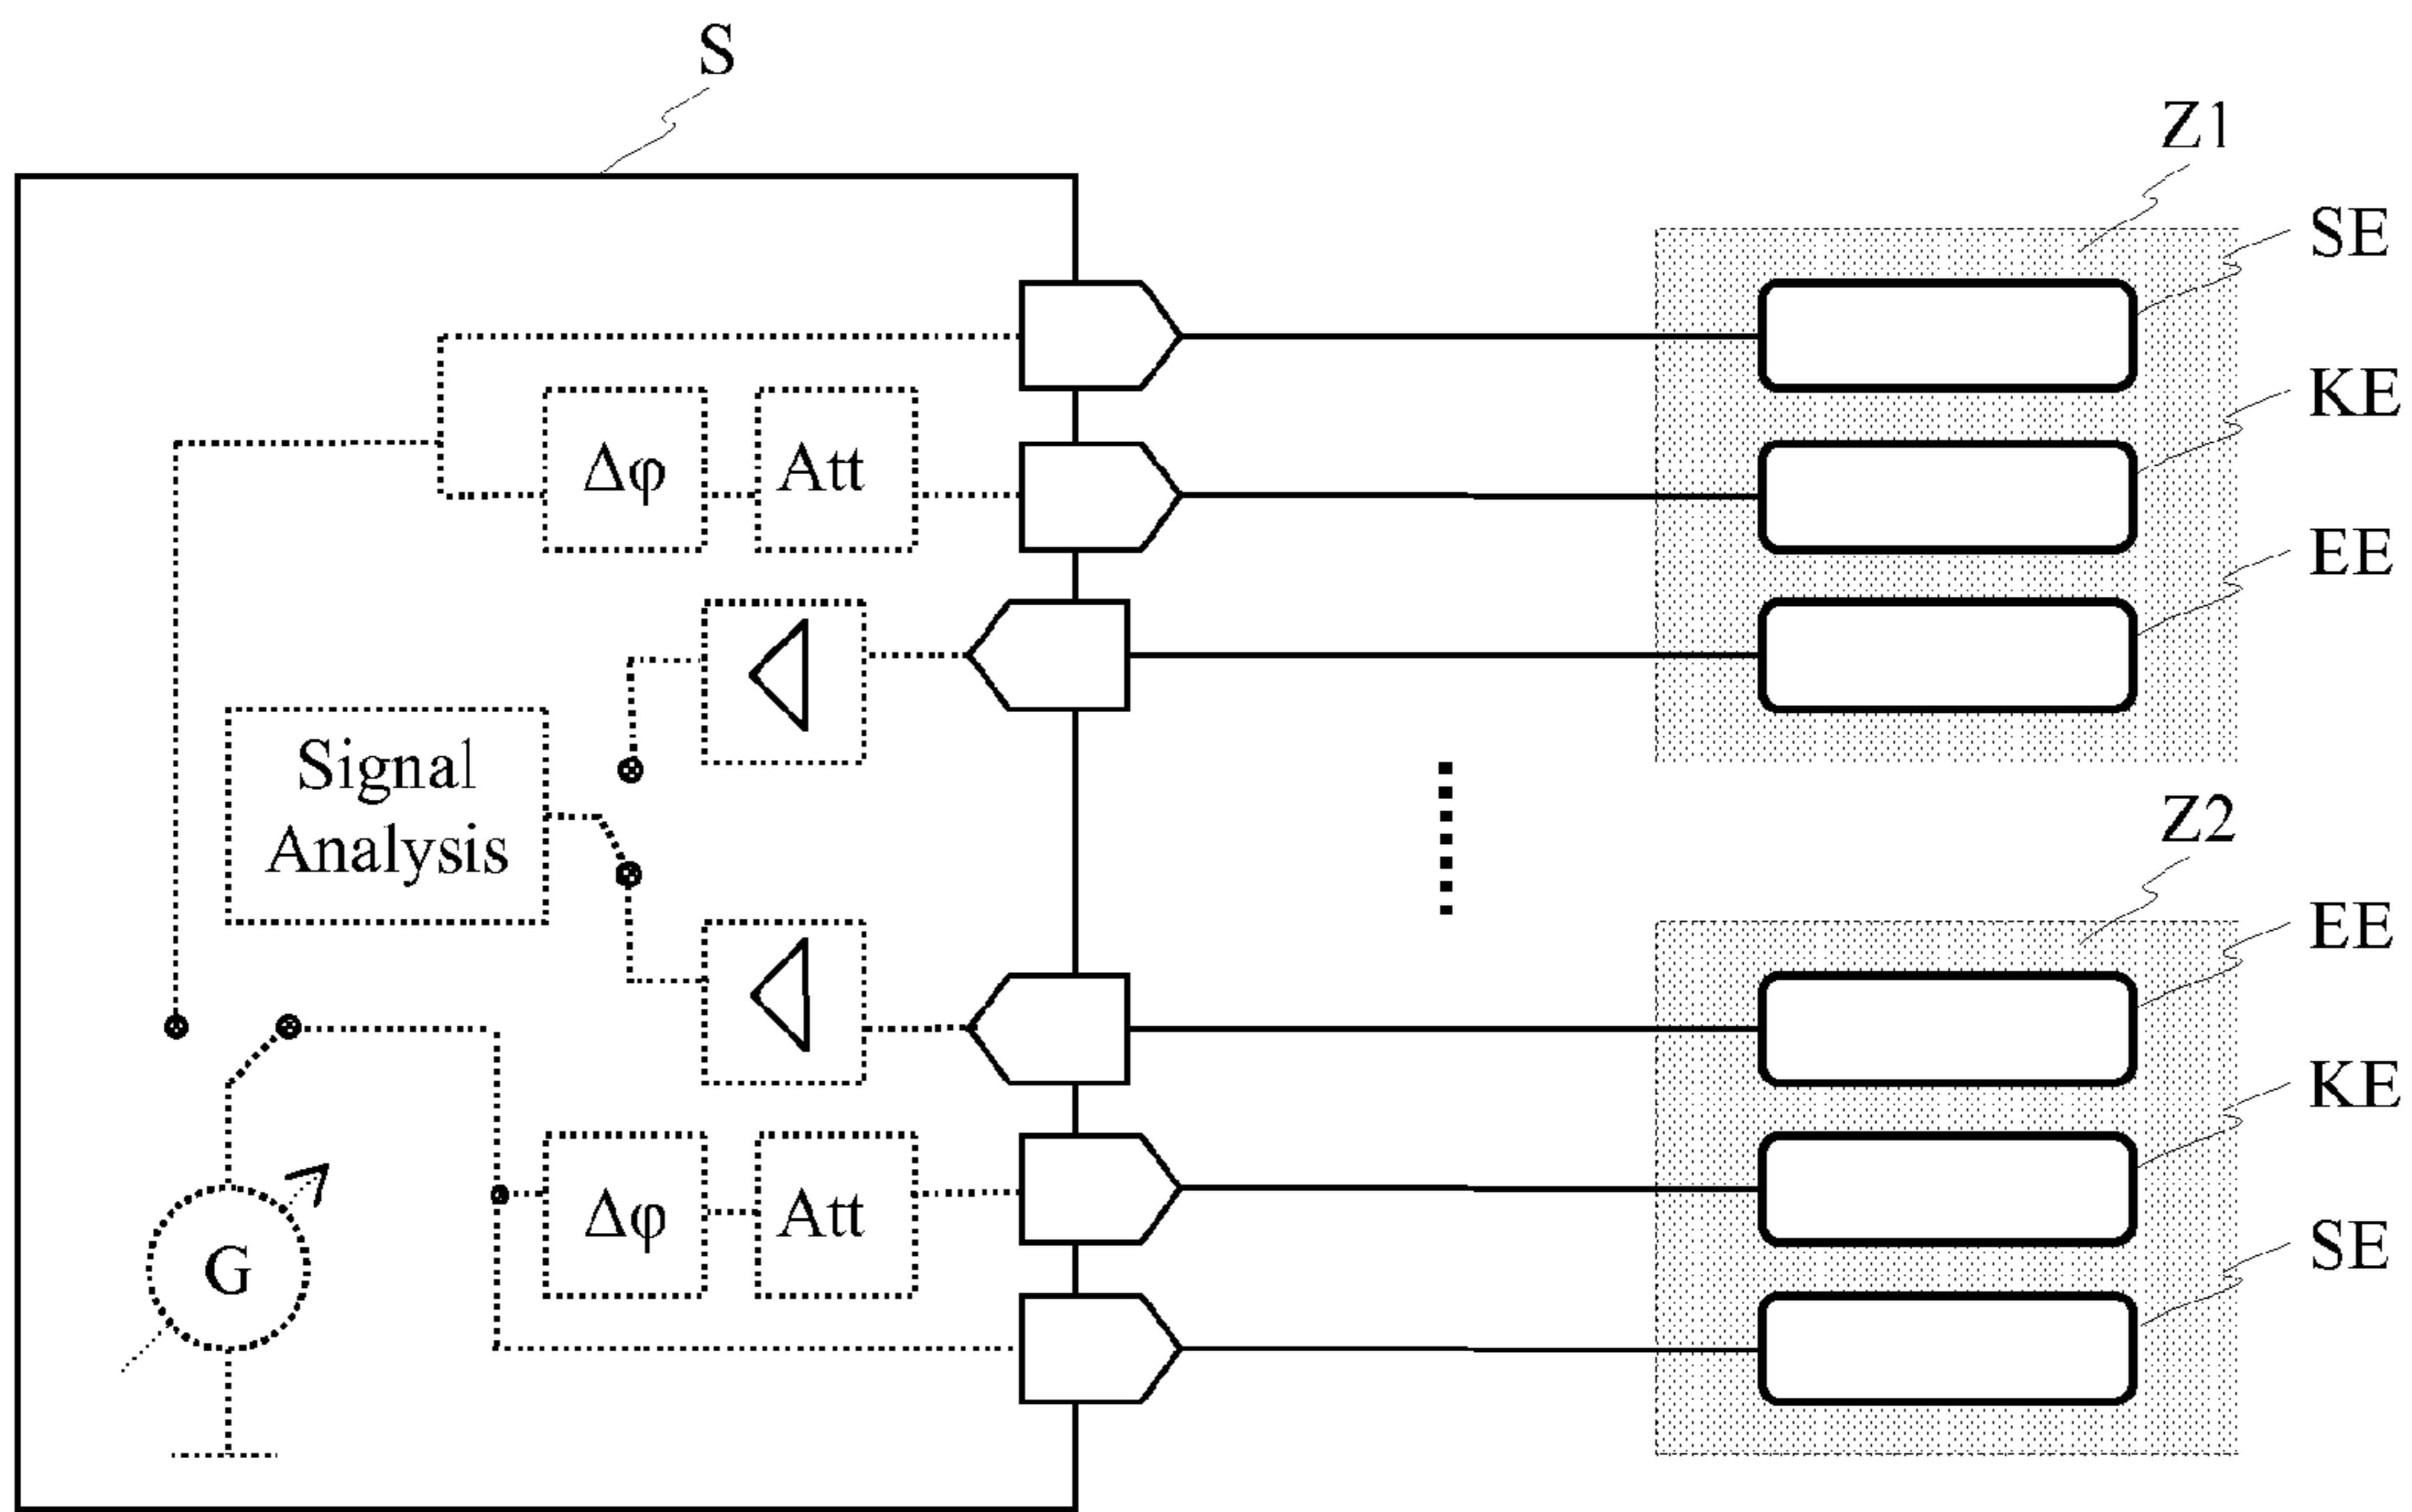 S
Z1
SE
KE
Δφ
Att
EE
Signal
Analysis
Z2
EE
KE
Δφ
Att
SE
G